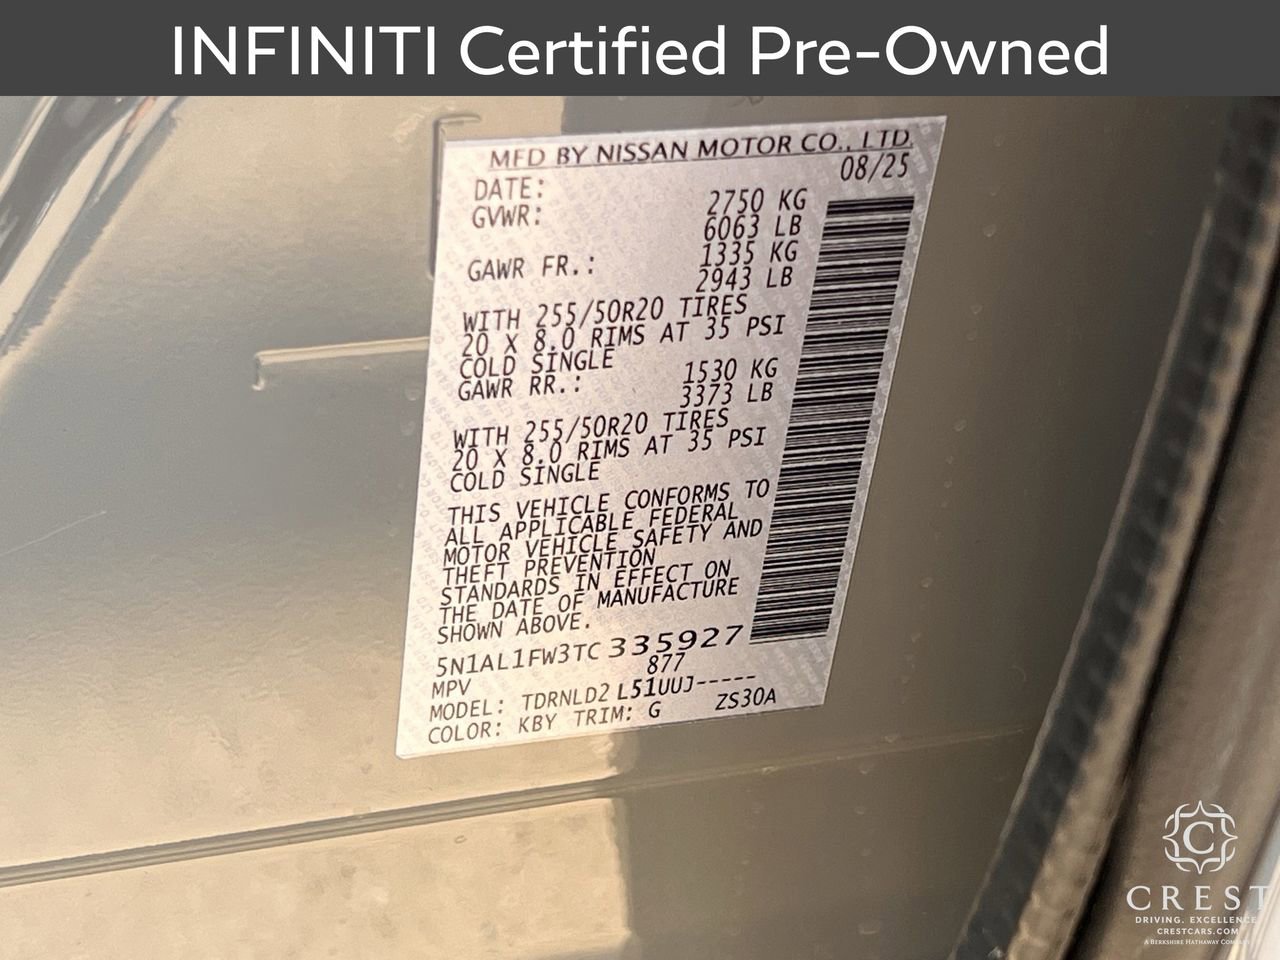 INFINITI Certified Pre-Owned
MFD BY NISSAN MOTOR CO., LTD.
DATE: 08/25
GVWR: 2750 KG
6063 LB
GAWR FR.: 1335 KG
2943 LB
WITH 255/50R20 TIRES
20 X 8.0 RIMS AT 35 PSI
COLD SINGLE
GAWR RR.: 1530 KG
3373 LB
WITH 255/50R20 TIRES
20 X 8.0 RIMS AT 35 PSI
COLD SINGLE
THIS VEHICLE CONFORMS TO
ALL APPLICABLE FEDERAL
MOTOR VEHICLE SAFETY AND
THEFT PREVENTION
STANDARDS IN EFFECT ON
THE DATE OF MANUFACTURE
SHOWN ABOVE.
5N1AL1FW3TC335927
MPV 877
MODEL: TDRNLD2 L51UUJ-----
COLOR: KBY TRIM: G ZS30A
C
CREST
DRIVING. EXCELLENCE.
CRESTCARS.COM
A BERKSHIRE HATHAWAY COMPANY